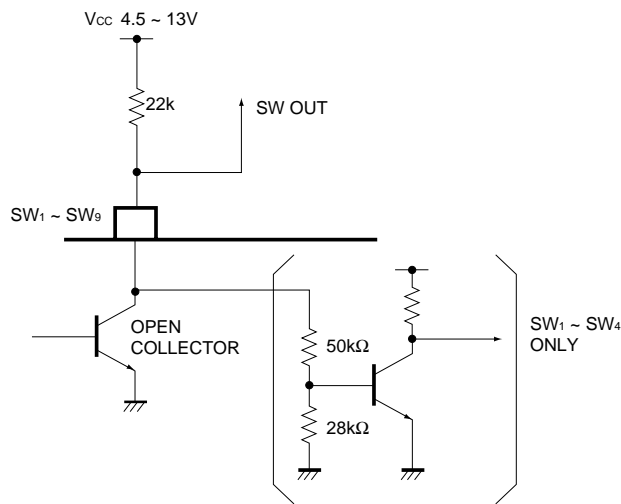 VCC 4.5 ~ 13V
22k
SW OUT
SW1 ~ SW9
OPEN
COLLECTOR
50kΩ
28kΩ
SW1 ~ SW4
ONLY